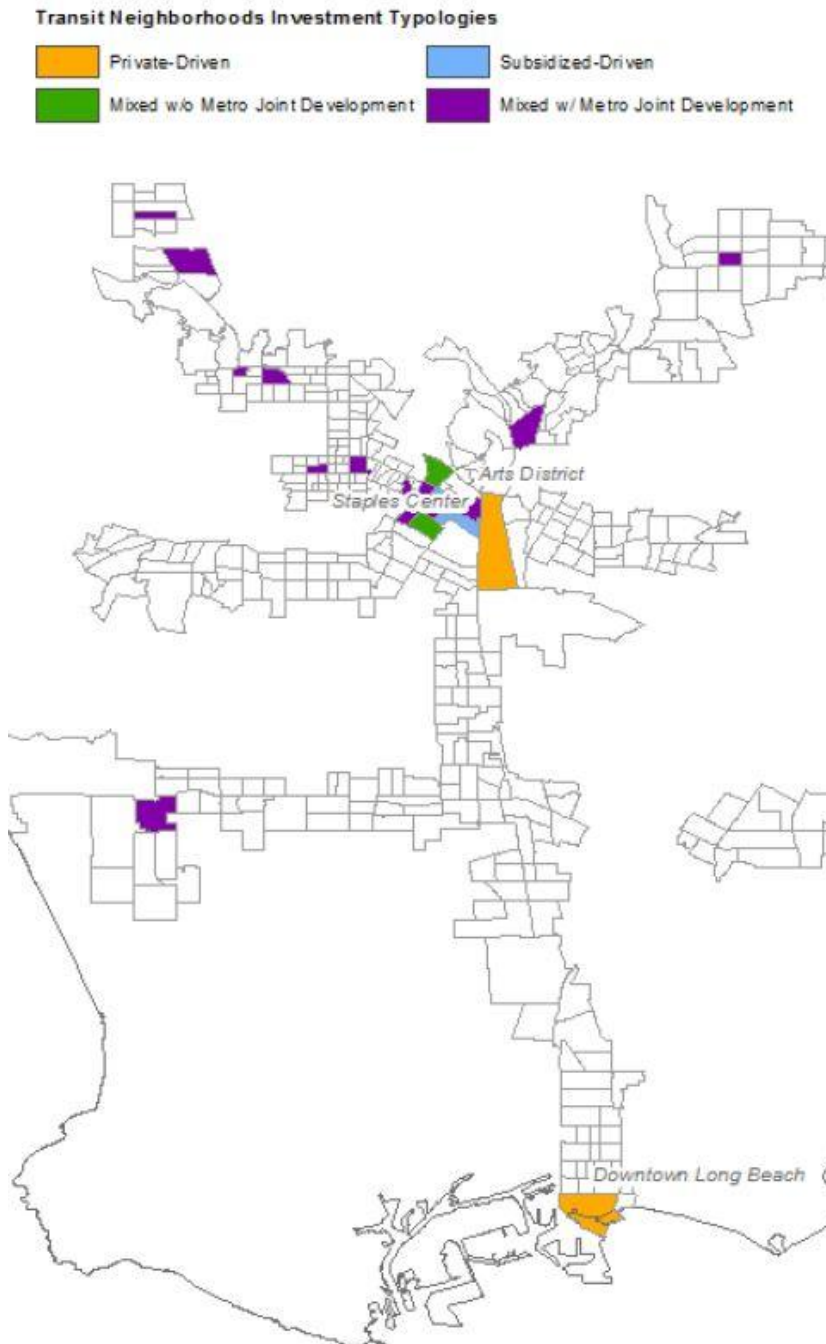 Transit Neighborhoods Investment Typologies
Private-Driven
Subsidized-Driven
Mixed w/o Metro Joint Development
Mixed w/ Metro Joint Development
Arts District
Staples Center
Downtown Long Beach